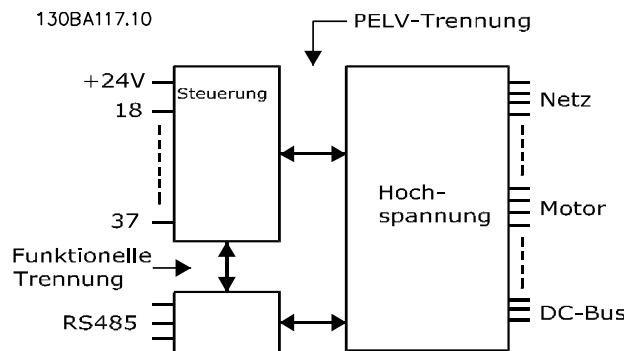 130BA117.10
PELV-Trennung
+24V
Steuerung
18
Netz
Hoch-
spannung
37
Motor
Funktionelle
Trennung
RS485
DC-Bus